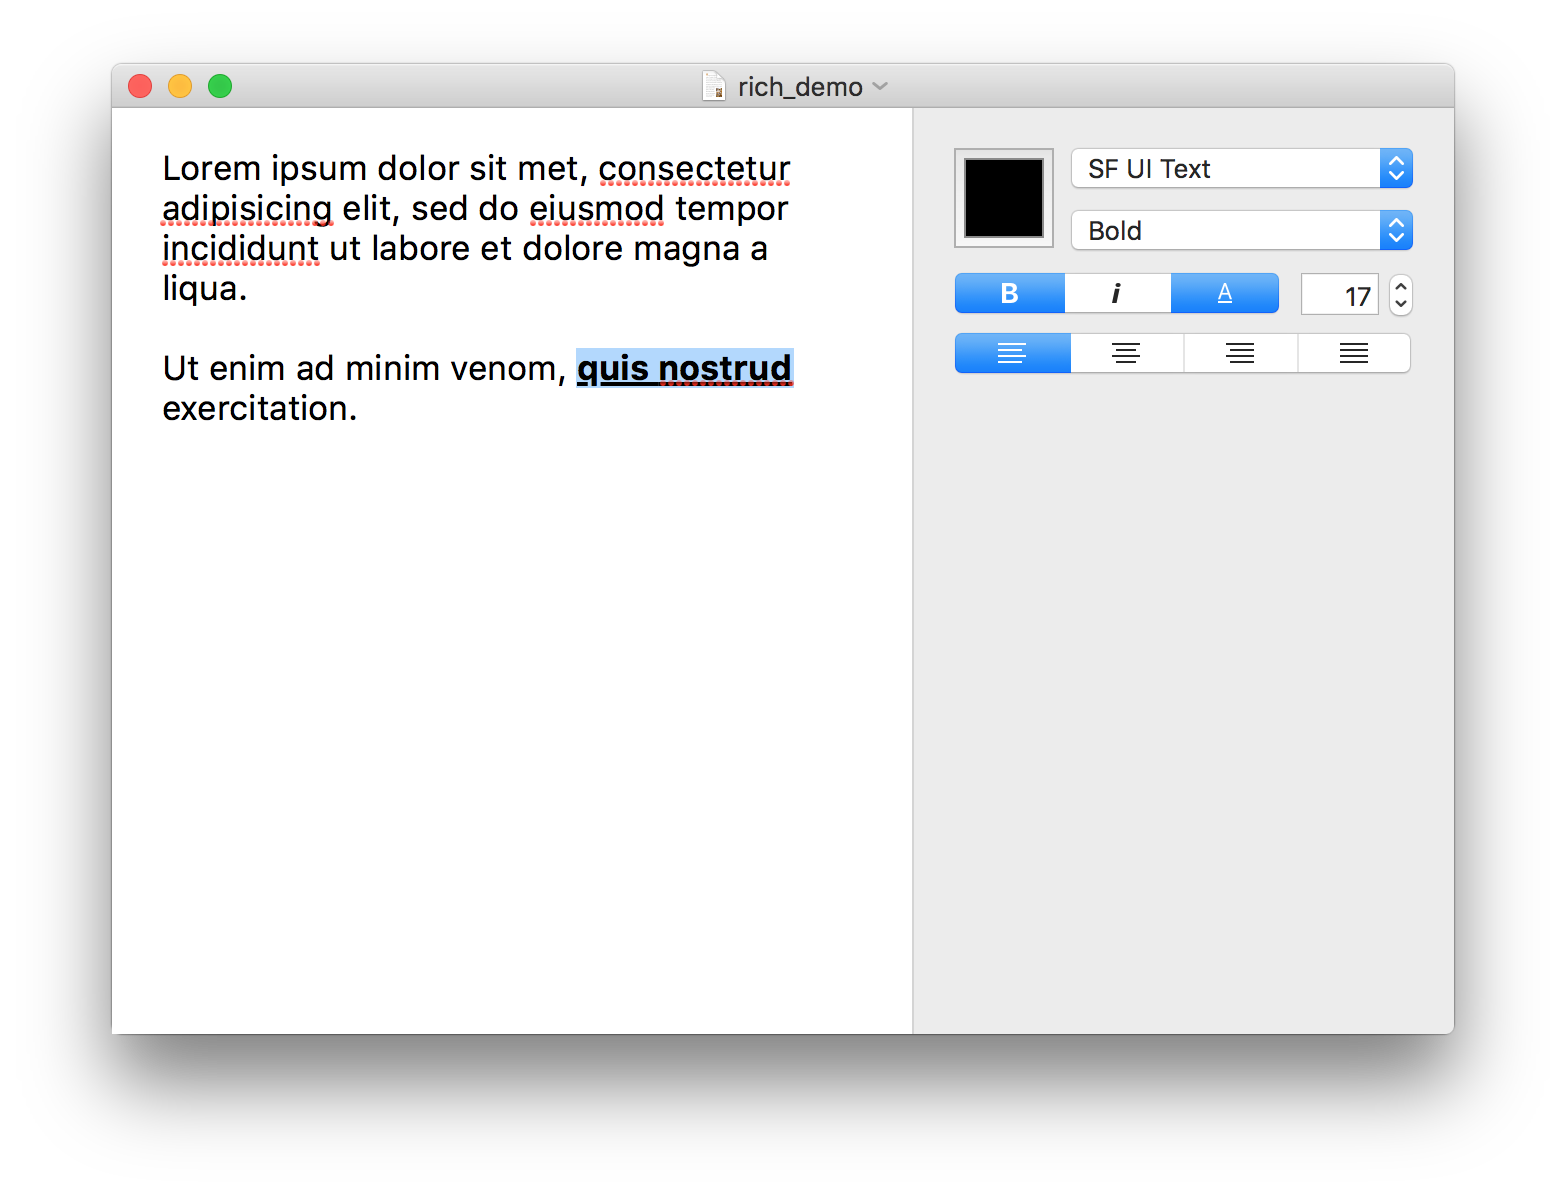 rich_demo
Lorem ipsum dolor sit met, consectetur
adipisicing elit, sed do eiusmod tempor
incididunt ut labore et dolore magna a
liqua.
Ut enim ad minim venom, quis nostrud
exercitation.
SF UI Text
Bold
B i A 17